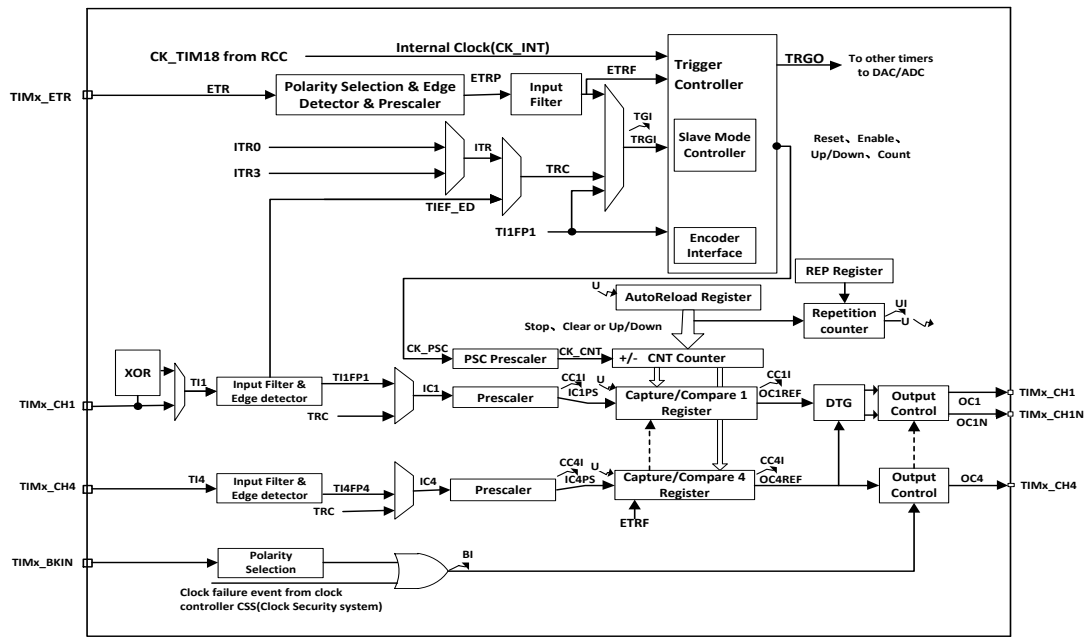 CK_TIM18 from RCC
Internal Clock(CK_INT)
TRGO
To other timers
to DAC/ADC
Trigger
Controller
TIMx_ETR
ETR
Polarity Selection & Edge
Detector & Prescaler
ETRP
Input
Filter
ETRF
TGI
TRGI
Slave Mode
Controller
Reset、Enable、
Up/Down、Count
ITR0
ITR3
ITR
TRC
TIEF_ED
TI1FP1
Encoder
Interface
REP Register
U
AutoReload Register
Repetition
counter
UI
U
Stop、Clear or Up/Down
CK_PSC
PSC Prescaler
CK_CNT
+/-
CNT Counter
XOR
TIMx_CH1
TI1
Input Filter &
Edge detector
TI1FP1
TRC
IC1
Prescaler
CC1I
IC1PS
U
Capture/Compare 1
Register
CC1I
OC1REF
DTG
Output
Control
OC1
OC1N
TIMx_CH1
TIMx_CH1N
TIMx_CH4
TI4
Input Filter &
Edge detector
TI4FP4
TRC
IC4
Prescaler
CC4I
IC4PS
U
Capture/Compare 4
Register
CC4I
OC4REF
ETRF
Output
Control
OC4
TIMx_CH4
TIMx_BKIN
Polarity
Selection
BI
Clock failure event from clock
controller CSS(Clock Security system)